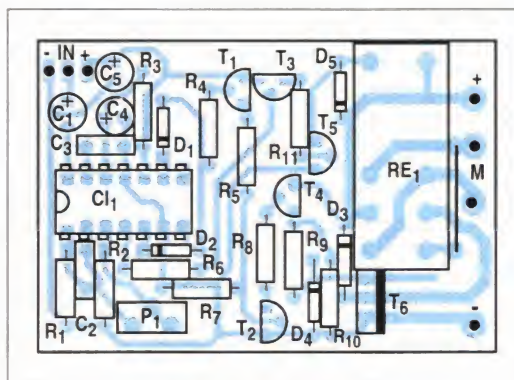 - IN +
C5
R3
T1
T3
D5
+
R4
C1
C4
T5
C3
D1
R11
M
R5
RE1
CI1
T4
D3
D2
R8
R9
R2
R6
R7
T6
R1
C2
P1
T2
D4
R10
-